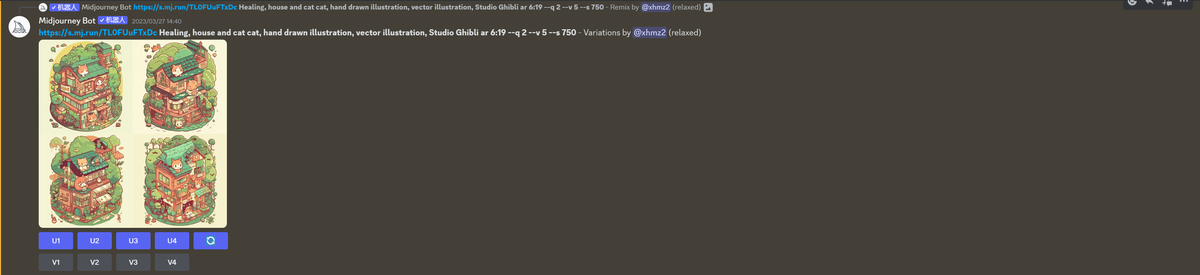 ✓机器人 Midjourney Bot https://s.mj.run/TLOFUuFTxDc Healing, house and cat cat, hand drawn illustration, vector illustration, Studio Ghibli ar 6:19 --q 2 --v 5 --s 750 - Remix by @xhmz2 (relaxed)
Midjourney Bot ✓机器人 2023/03/27 14:40
https://s.mj.run/TLOFUuFTxDc Healing, house and cat cat, hand drawn illustration, vector illustration, Studio Ghibli ar 6:19 --q 2 --v 5 --s 750 - Variations by @xhmz2 (relaxed)
U1 U2 U3 U4
V1 V2 V3 V4